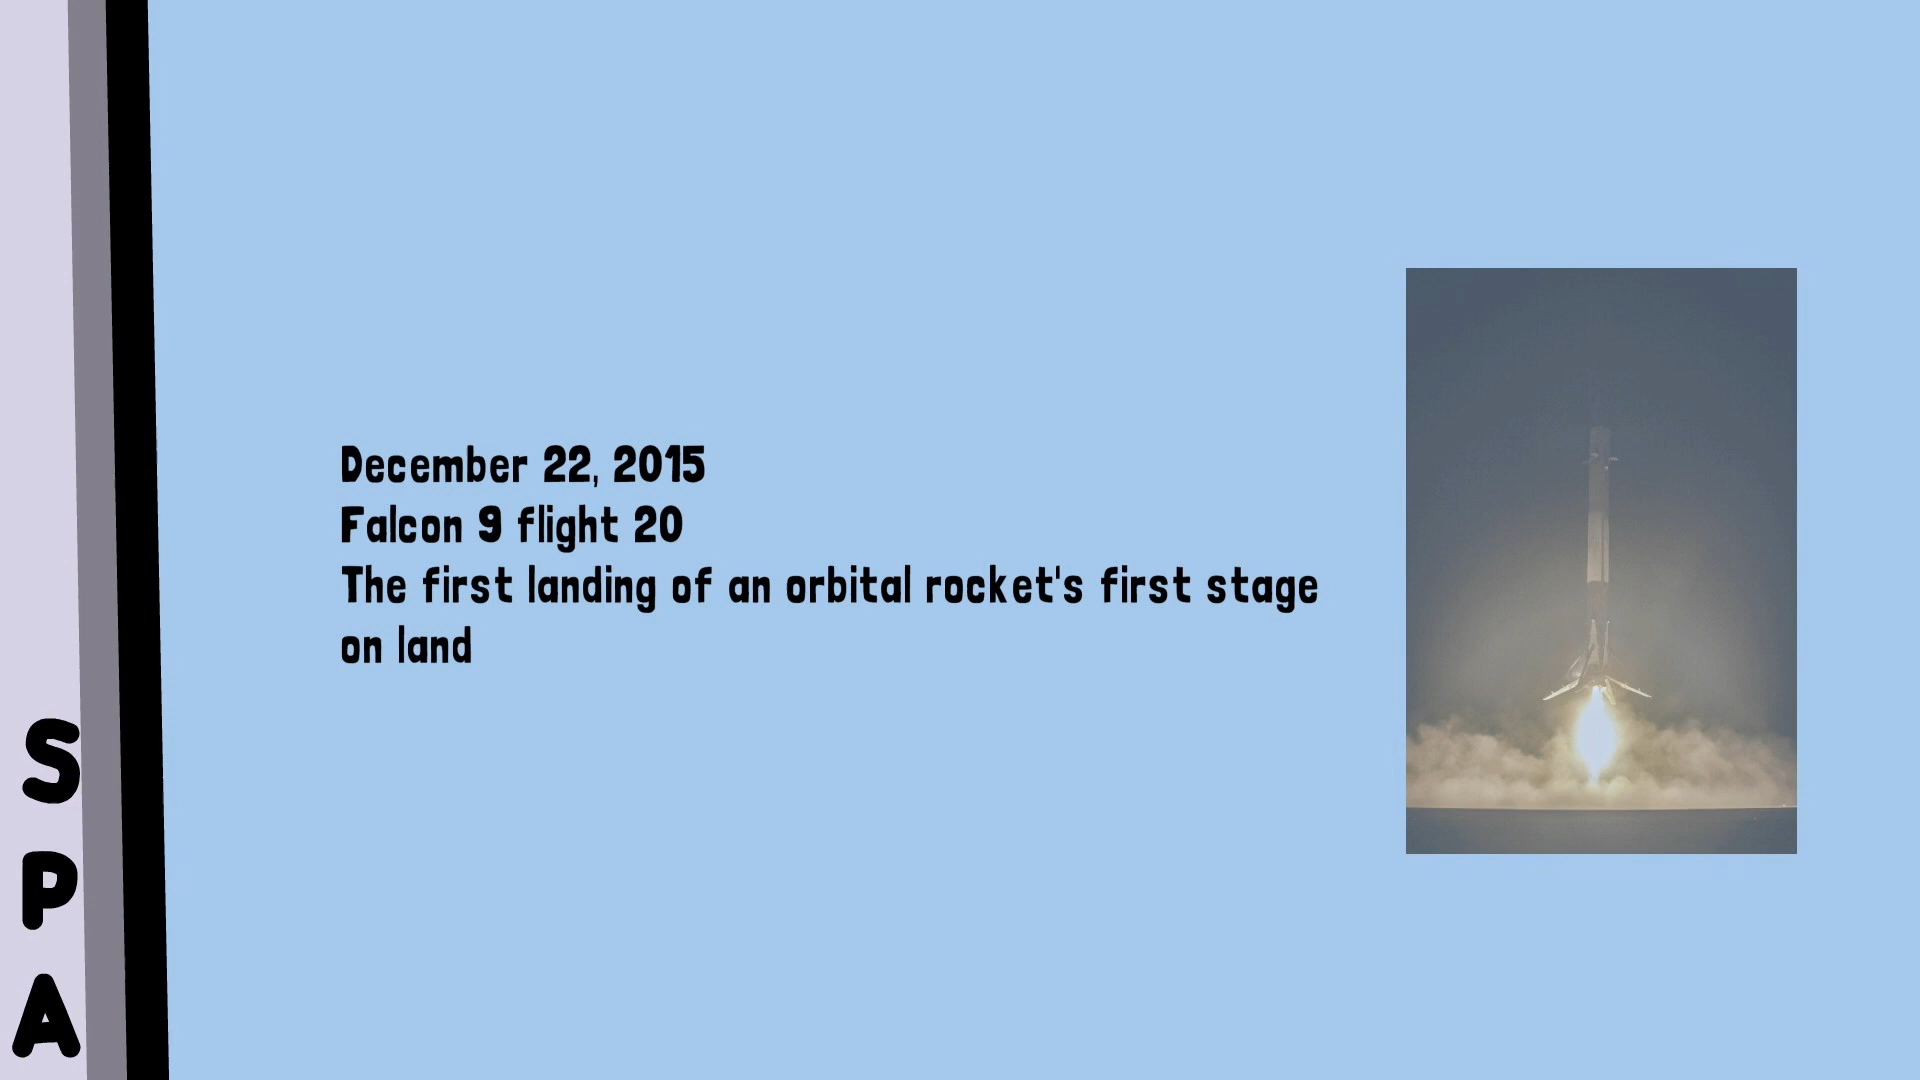 December 22, 2015
Falcon 9 flight 20
The first landing of an orbital rocket's first stage
on land
S
P
A